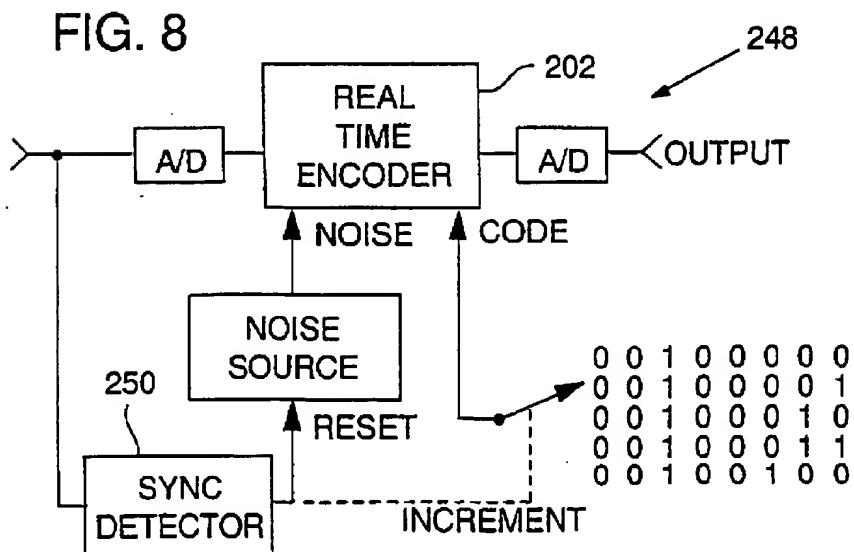 FIG. 8
248
202
REAL
TIME
ENCODER
A/D
A/D
OUTPUT
NOISE
CODE
NOISE
SOURCE
0 0 1 0 0 0 0 0
0 0 1 0 0 0 0 1
0 0 1 0 0 0 1 0
0 0 1 0 0 0 1 1
0 0 1 0 0 1 0 0
250
RESET
SYNC
DETECTOR
INCREMENT